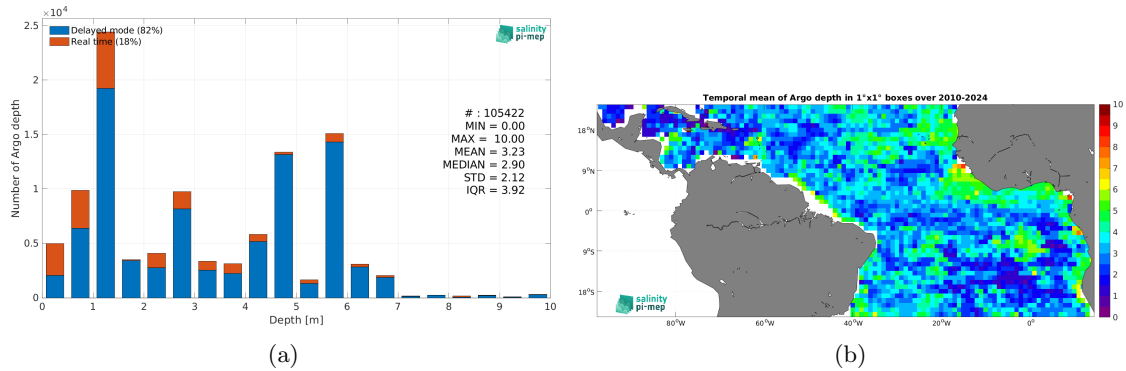 2.5 ×10⁴
Delayed mode (82%)
Real time (18%)
salinity
pi-mep
2
1.5
1
0.5
0
Number of Argo depth
# : 105422
MIN = 0.00
MAX = 10.00
MEAN = 3.23
MEDIAN = 2.90
STD = 2.12
IQR = 3.92
0 1 2 3 4 5 6 7 8 9 10
Depth [m]
(a)
Temporal mean of Argo depth in 1°x1° boxes over 2010-2024
18°N
9°N
0°
9°S
18°S
80°W 60°W 40°W 20°W 0°
salinity
pi-mep
10
9
8
7
6
5
4
3
2
1
0
(b)